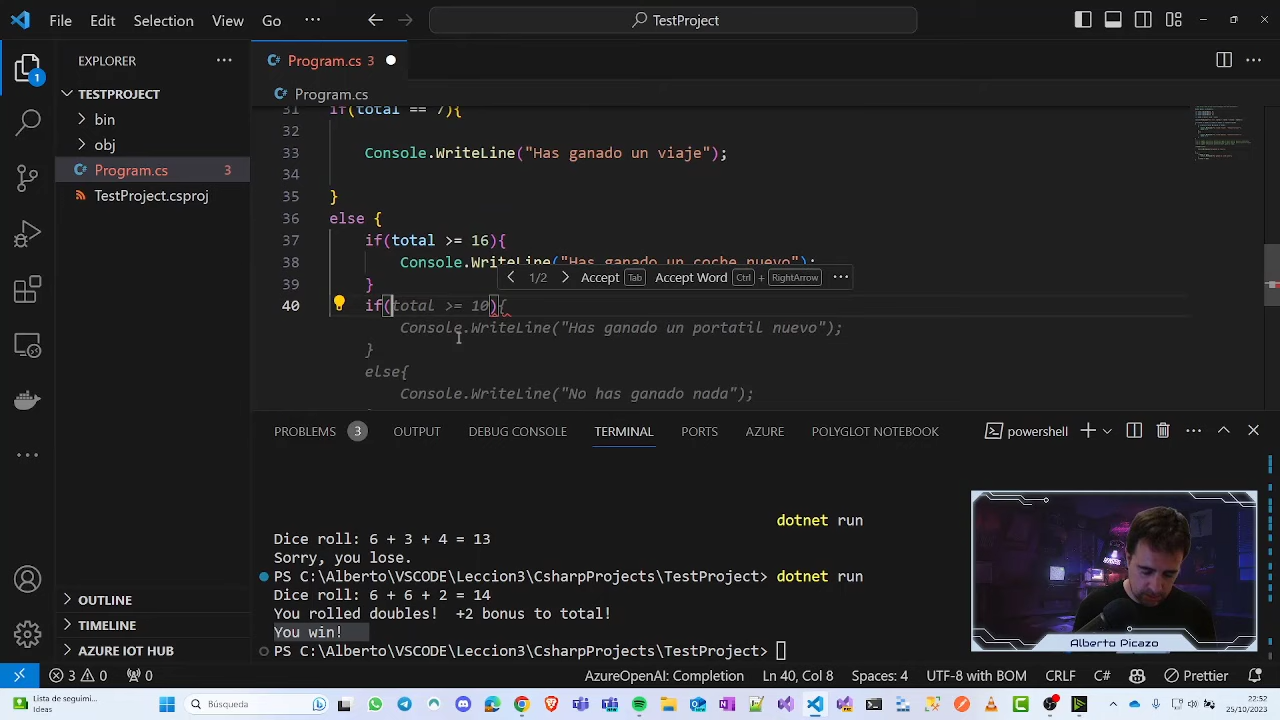 File Edit View Go ··· TestProject
EXPLORER ···
Program.cs 3
TESTPROJECT
Program.cs
bin
obj
Program.cs 3
TestProject.csproj
1
31 if(total == 7){
32
33 Console.WriteLine("Has ganado un viaje");
34
35 }
36 else {
37 if(total >= 16){
38 Console.WriteLine("Has ganado un coche nuevo");
1/2 Accept Tab Accept Word Ctrl + RightArrow ···
39 }
40 if(total >= 10){
Console.WriteLine("Has ganado un portatil nuevo");
}
else{
Console.WriteLine("No has ganado nada");
PROBLEMS 3 OUTPUT DEBUG CONSOLE TERMINAL PORTS AZURE POLYGLOT NOTEBOOK powershell
dotnet run
Dice roll: 6 + 3 + 4 = 13
Sorry, you lose.
PS C:\Alberto\VSCODE\Leccion3\CsharpProjects\TestProject> dotnet run
Dice roll: 6 + 6 + 2 = 14
You rolled doubles! +2 bonus to total!
You win!
PS C:\Alberto\VSCODE\Leccion3\CsharpProjects\TestProject>
Alberto Picazo
OUTLINE
TIMELINE
AZURE IOT HUB
3 0 0 AzureOpenAI: Completion Ln 40, Col 8 Spaces: 4 UTF-8 with BOM CRLF C# Prettier
Ideas de seguimi... Búsqueda 22:52
25/10/2023